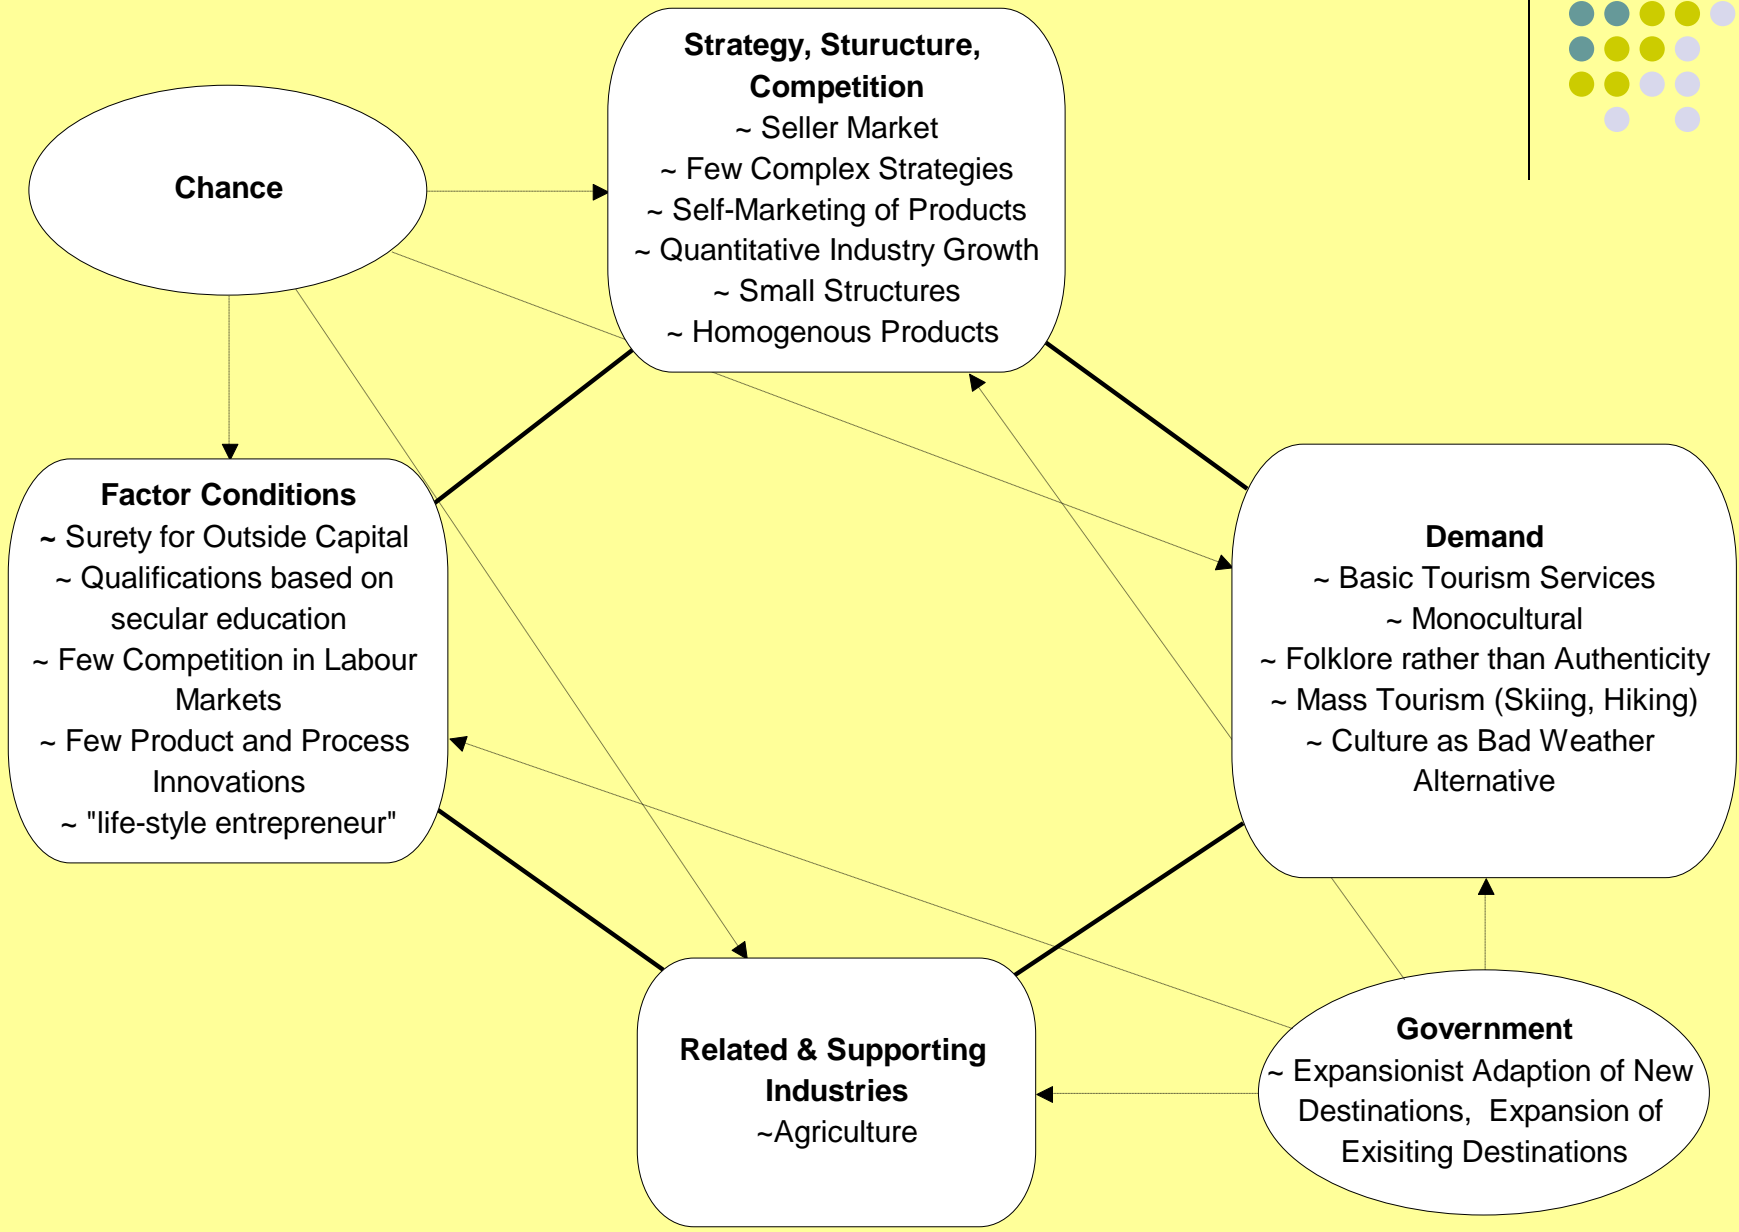 Strategy, Sturucture,
Competition
~ Seller Market
~ Few Complex Strategies
~ Self-Marketing of Products
~ Quantitative Industry Growth
~ Small Structures
~ Homogenous Products
Chance
Factor Conditions
~ Surety for Outside Capital
~ Qualifications based on
secular education
~ Few Competition in Labour
Markets
~ Few Product and Process
Innovations
~ "life-style entrepreneur"
Demand
~ Basic Tourism Services
~ Monocultural
~ Folklore rather than Authenticity
~ Mass Tourism (Skiing, Hiking)
~ Culture as Bad Weather
Alternative
Related & Supporting
Industries
~Agriculture
Government
~ Expansionist Adaption of New
Destinations, Expansion of
Exisiting Destinations